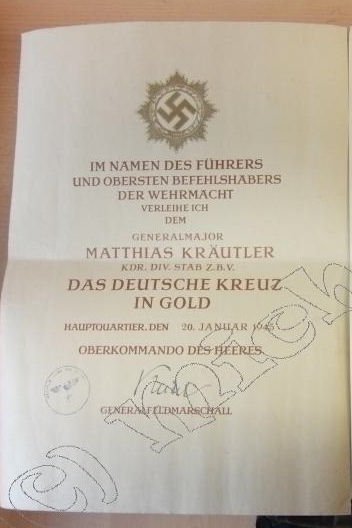 IM NAMEN DES FÜHRERS
UND OBERSTEN BEFEHLSHABERS
DER WEHRMACHT
VERLEIHE ICH
DEM
GENERALMAJOR
MATTHIAS KRÄUTLER
KDR. DIV. STAB Z.B.V.
DAS DEUTSCHE KREUZ
IN GOLD
HAUPTQUARTIER, DEN 20. JANUAR 1945
OBERKOMMANDO DES HEERES
GENERALFELDMARSCHALL